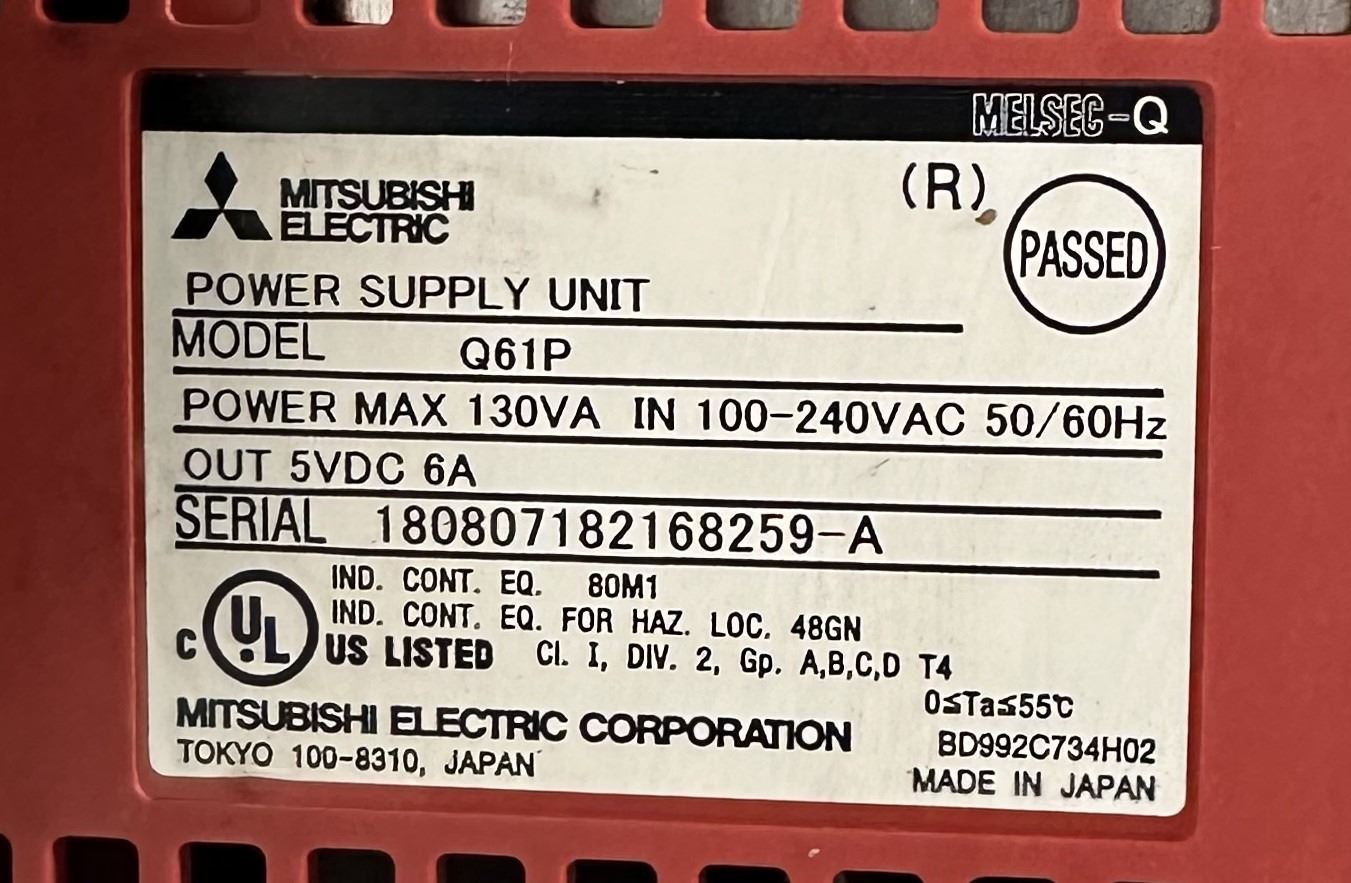 MELSEC-Q
MITSUBISHI
ELECTRIC
(R)
PASSED
POWER SUPPLY UNIT
MODEL Q61P
POWER MAX 130VA IN 100-240VAC 50/60Hz
OUT 5VDC 6A
SERIAL 180807182168259-A
IND. CONT. EQ. 80M1
IND. CONT. EQ. FOR HAZ. LOC. 48GN
C UL US LISTED Cl. I, DIV. 2, Gp. A,B,C,D T4
0≤Ta≤55℃
MITSUBISHI ELECTRIC CORPORATION
BD992C734H02
TOKYO 100-8310, JAPAN
MADE IN JAPAN